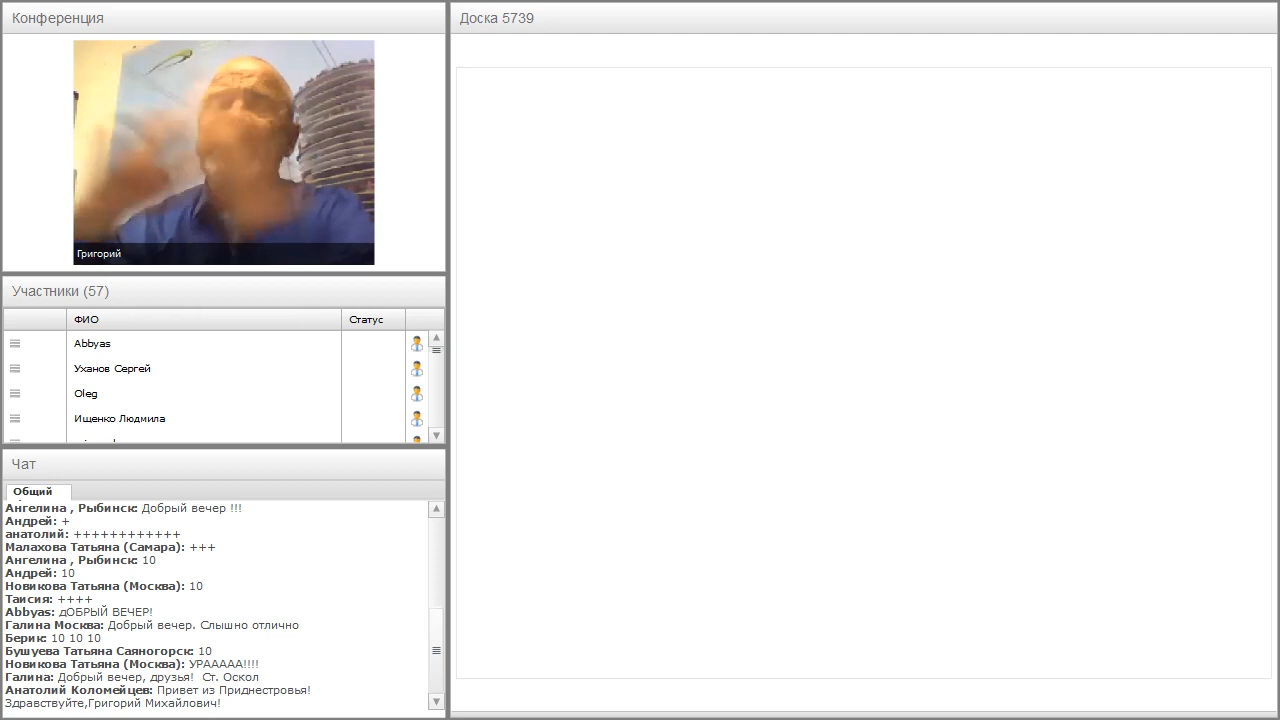 Конференция
Доска 5739
Григорий
Участники (57)
ФИО Статус
Abbyas
Уханов Сергей
Oleg
Ищенко Людмила
Чат
Общий
Ангелина , Рыбинск: Добрый вечер !!!
Андрей: +
анатолий: ++++++++++++
Малахова Татьяна (Самара): +++
Ангелина , Рыбинск: 10
Андрей: 10
Новикова Татьяна (Москва): 10
Таисия: ++++
Abbyas: дОБРЫЙ ВЕЧЕР!
Галина Москва: Добрый вечер. Слышно отлично
Берик: 10 10 10
Бушуева Татьяна Саяногорск: 10
Новикова Татьяна (Москва): УРААААА!!!!
Галина: Добрый вечер, друзья!  Ст. Оскол
Анатолий Коломейцев: Привет из Приднестровья!
Здравствуйте,Григорий Михайлович!